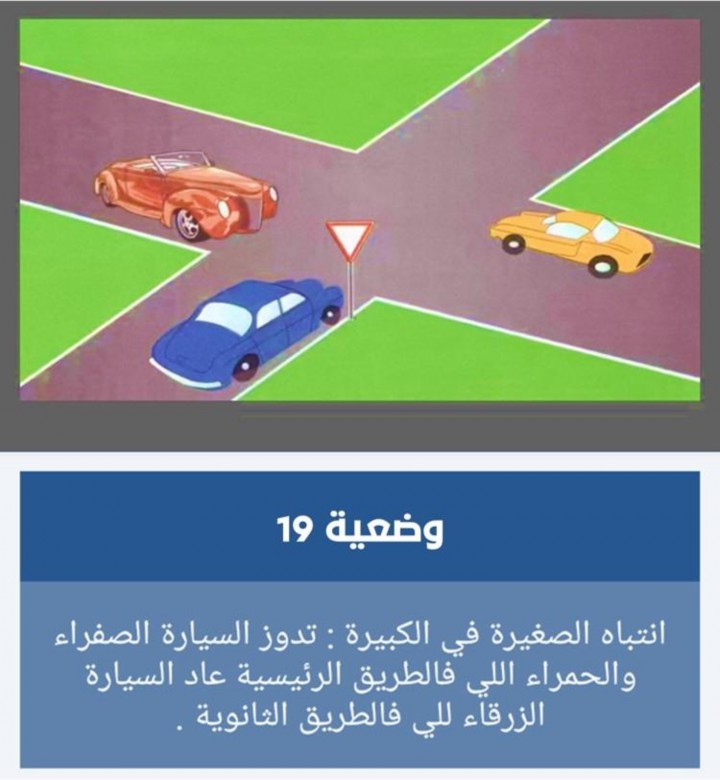 وضعية 19
انتباه الصغيرة في الكبيرة : تدوز السيارة الصفراء
والحمراء اللي فالطريق الرئيسية عاد السيارة
الزرقاء للي فالطريق الثانوية .